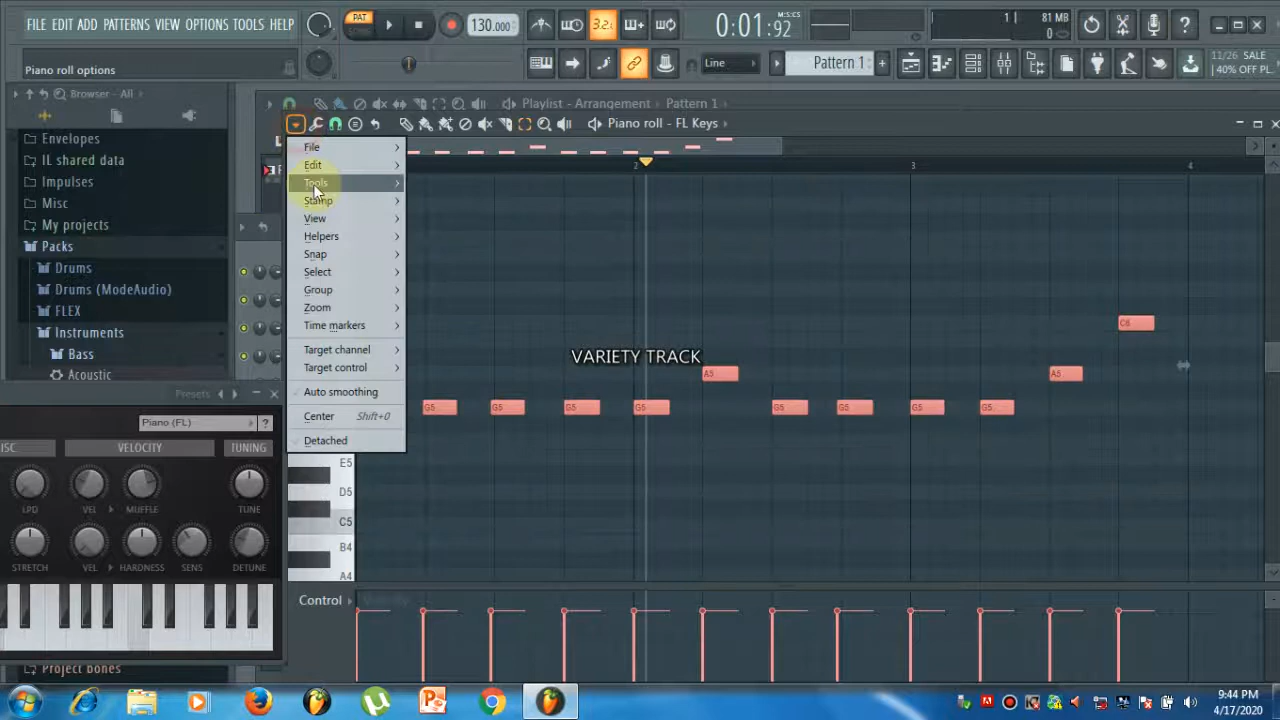 FILE EDIT ADD PATTERNS VIEW OPTIONS TOOLS HELP
PAT
130.000
3.2
0:01:92
M:S:CS
1
81 MB
0
Piano roll options
Line
Pattern 1
11/26 SALE
40% OFF PL
Browser - All
Playlist - Arrangement
Pattern 1
Piano roll - FL Keys
Envelopes
IL shared data
Impulses
Misc
My projects
Packs
Drums
Drums (ModeAudio)
FLEX
Instruments
Bass
Acoustic
File
Edit
Tools
Stamp
View
Helpers
Snap
Select
Group
Zoom
Time markers
Target channel
Target control
Auto smoothing
Center Shift+0
Detached
2
3
4
VARIETY TRACK
C6
A5
A5
G5
G5
G5
G5
G5
G5
G5
G5
E5
D5
C5
B4
A4
Presets
Piano (FL)
?
ISC
VELOCITY
TUNING
LPD
VEL
MUFFLE
TUNE
STRETCH
VEL
HARDNESS
SENS
DETUNE
Control
Velocity
Project bones
9:44 PM
4/17/2020